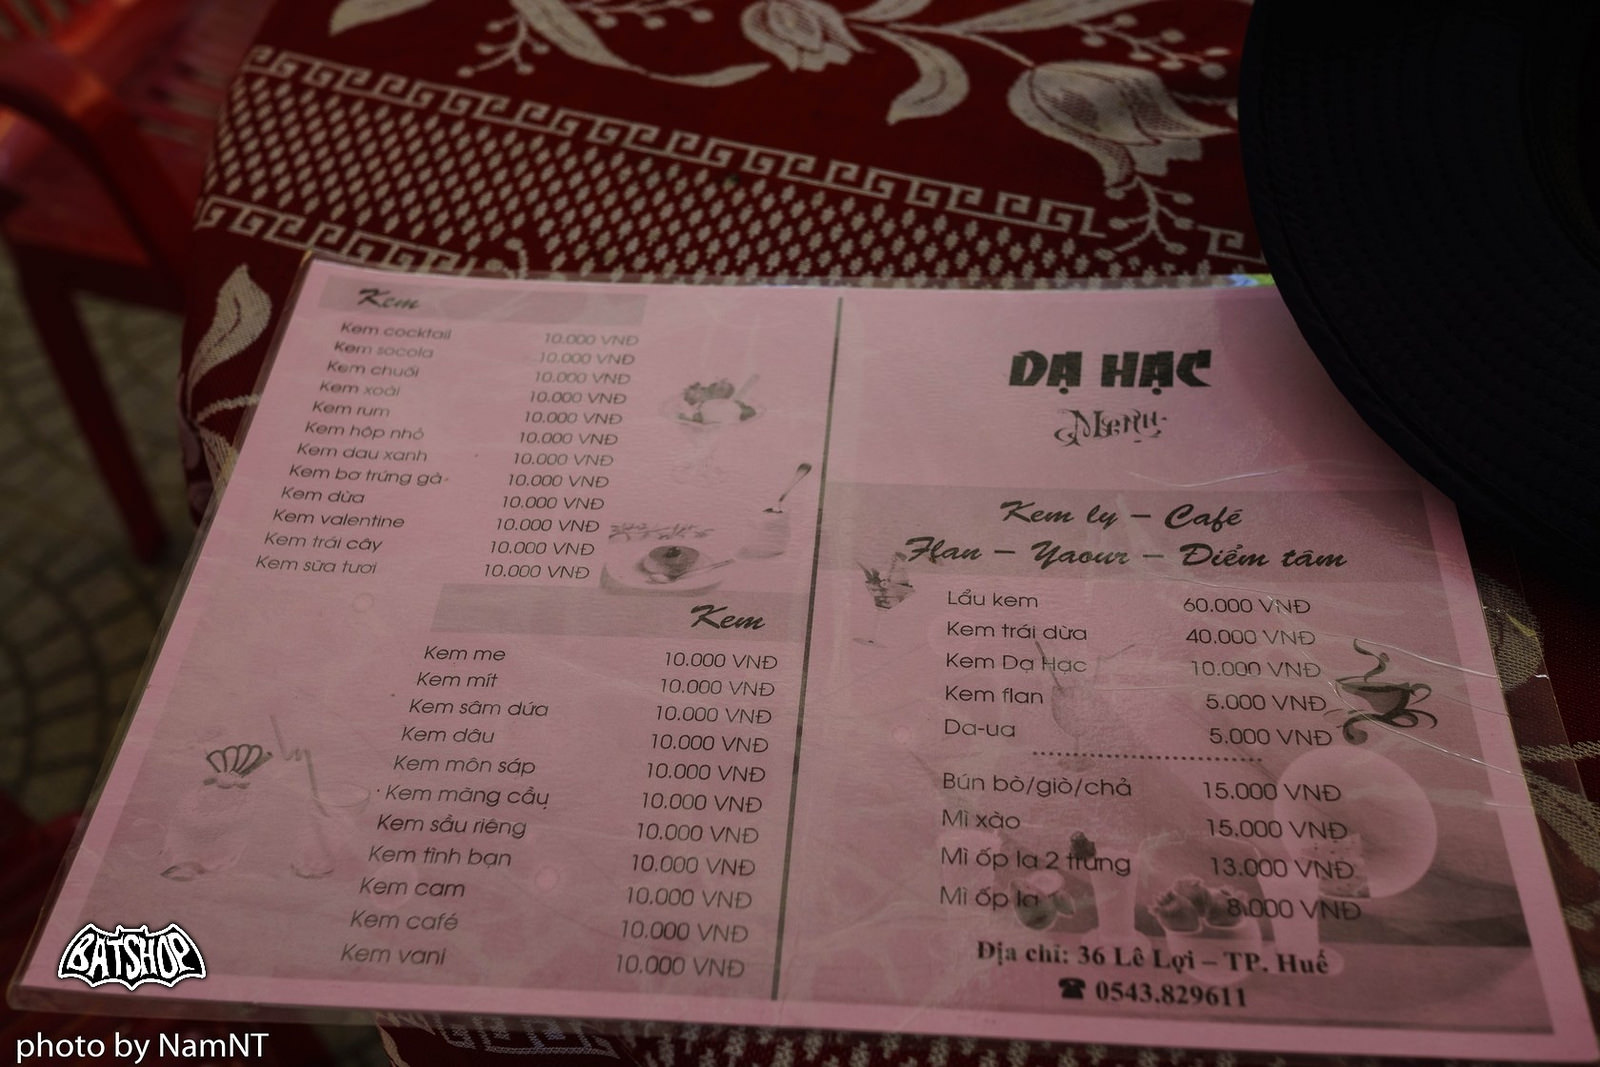 Kem
Kem cocktail 10.000 VNĐ
Kem socola 10.000 VNĐ
Kem chuối 10.000 VNĐ
Kem xoài 10.000 VNĐ
Kem rum 10.000 VNĐ
Kem hộp nhỏ 10.000 VNĐ
Kem đau xanh 10.000 VNĐ
Kem bơ trứng gà 10.000 VNĐ
Kem dừa 10.000 VNĐ
Kem valentine 10.000 VNĐ
Kem trái cây 10.000 VNĐ
Kem sữa tươi 10.000 VNĐ
Kem
Kem me 10.000 VNĐ
Kem mít 10.000 VNĐ
Kem sâm dứa 10.000 VNĐ
Kem dâu 10.000 VNĐ
Kem môn sáp 10.000 VNĐ
Kem mãng cầu 10.000 VNĐ
Kem sầu riêng 10.000 VNĐ
Kem tình bạn 10.000 VNĐ
Kem cam 10.000 VNĐ
Kem café 10.000 VNĐ
Kem vani 10.000 VNĐ
DẠ HẠC
Menu
Kem ly – Café
Flan – Yaour – Điểm tâm
Lẩu kem 60.000 VNĐ
Kem trái dừa 40.000 VNĐ
Kem Dạ Hạc 10.000 VNĐ
Kem flan 5.000 VNĐ
Da-ua 5.000 VNĐ
Bún bò/giò/chả 15.000 VNĐ
Mì xào 15.000 VNĐ
Mì ốp la 2 trứng 13.000 VNĐ
Mì ốp la 8.000 VNĐ
Địa chỉ: 36 Lê Lợi – TP. Huế
☎ 0543.829611
BATSHOP
photo by NamNT